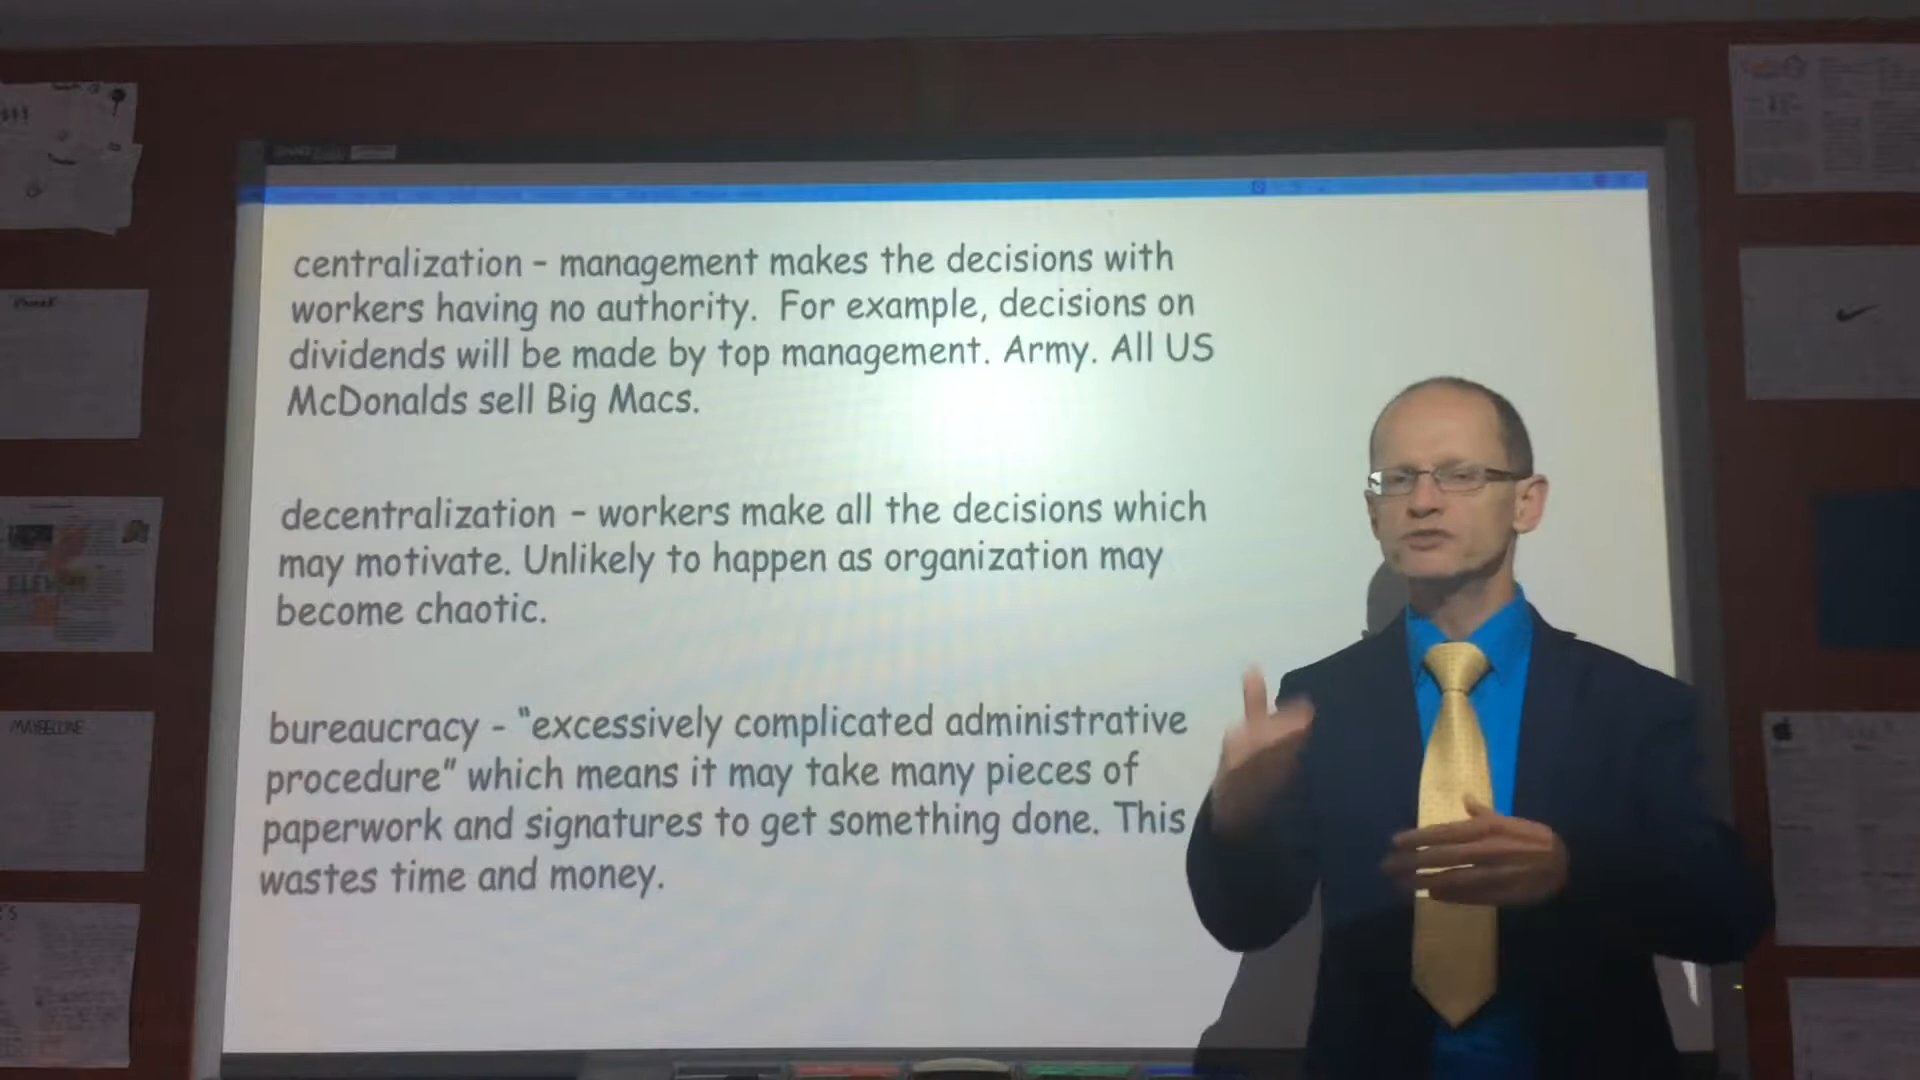 centralization - management makes the decisions with
workers having no authority. For example, decisions on
dividends will be made by top management. Army. All US
McDonalds sell Big Macs.
decentralization - workers make all the decisions which
may motivate. Unlikely to happen as organization may
become chaotic.
bureaucracy - "excessively complicated administrative
procedure" which means it may take many pieces of
paperwork and signatures to get something done. This
wastes time and money.
MAYBELLINE